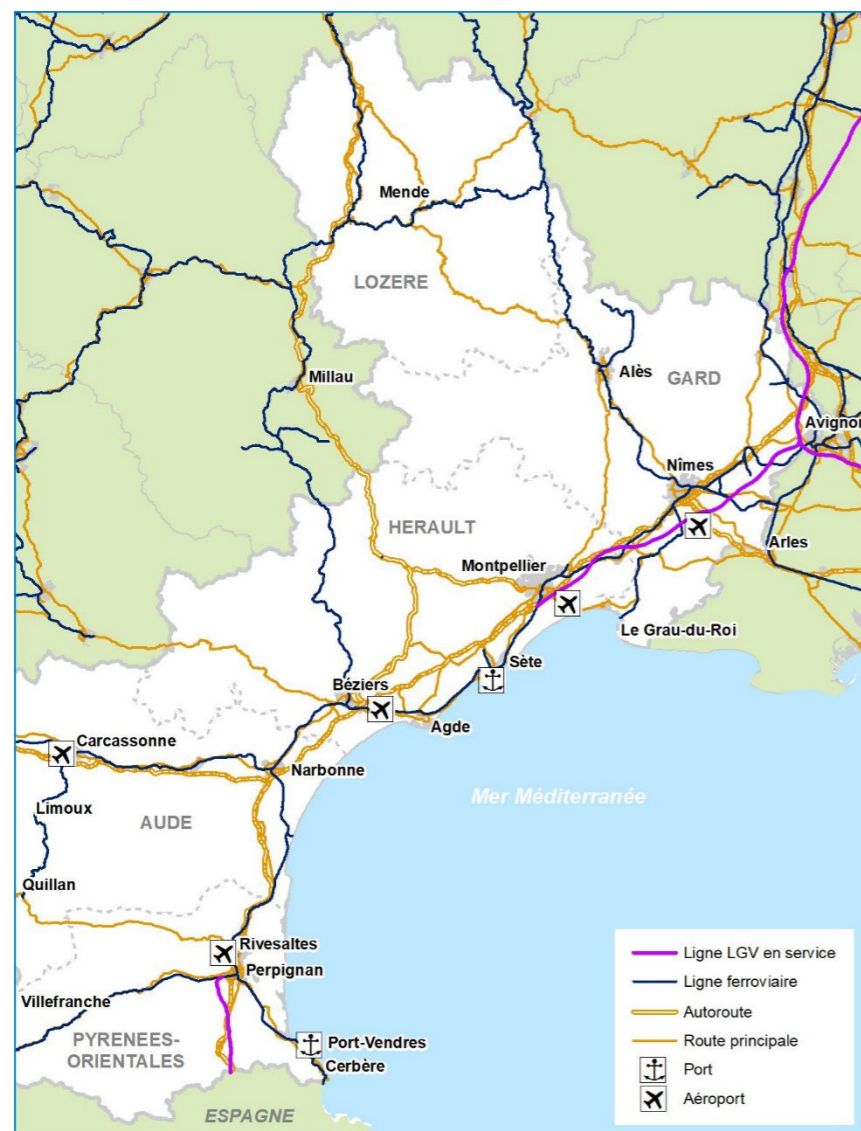 Mende
LOZERE
Millau
Alès
GARD
Avignon
Nîmes
HERAULT
Montpellier
Arles
Le Grau-du-Roi
Sète
Béziers
Agde
Carcassonne
Narbonne
Limoux
Mer Méditerranée
AUDE
Quillan
Rivesaltes
Perpignan
Villefranche
PYRENEES-
ORIENTALES
Port-Vendres
Cerbère
ESPAGNE
Ligne LGV en service
Ligne ferroviaire
Autoroute
Route principale
Port
Aéroport